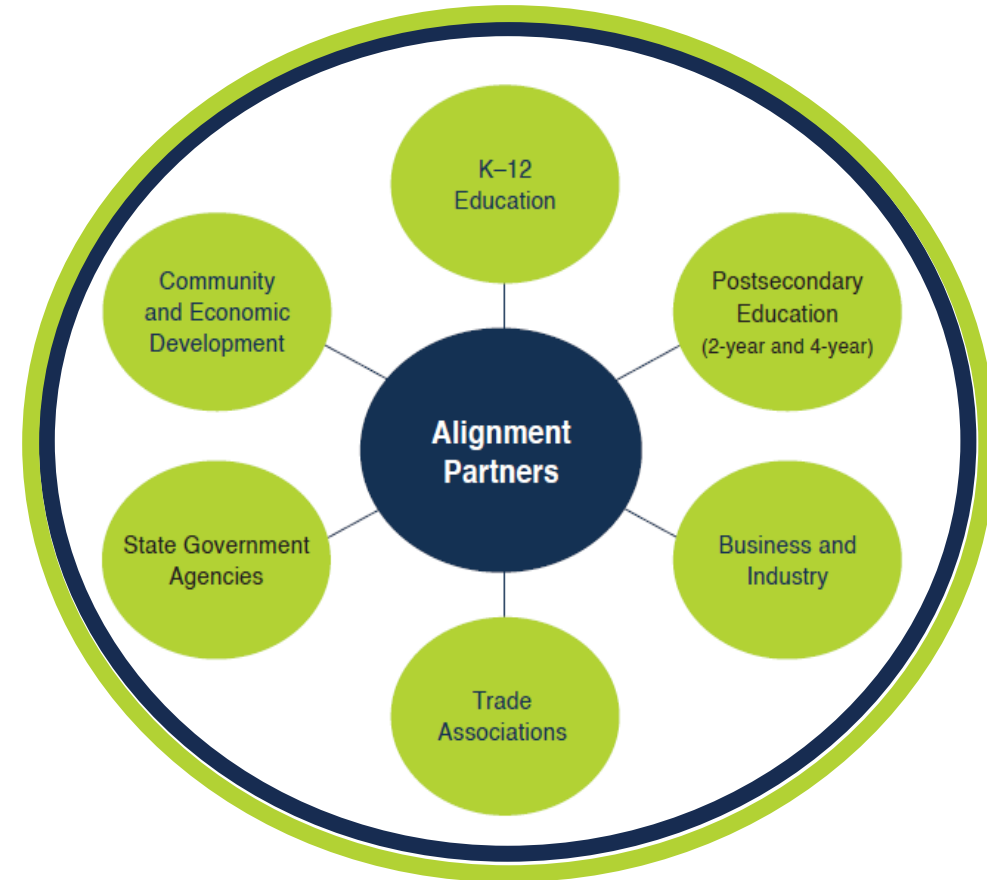 K–12
Education
Community
and Economic
Development
Postsecondary
Education
(2-year and 4-year)
Alignment
Partners
State Government
Agencies
Business and
Industry
Trade
Associations